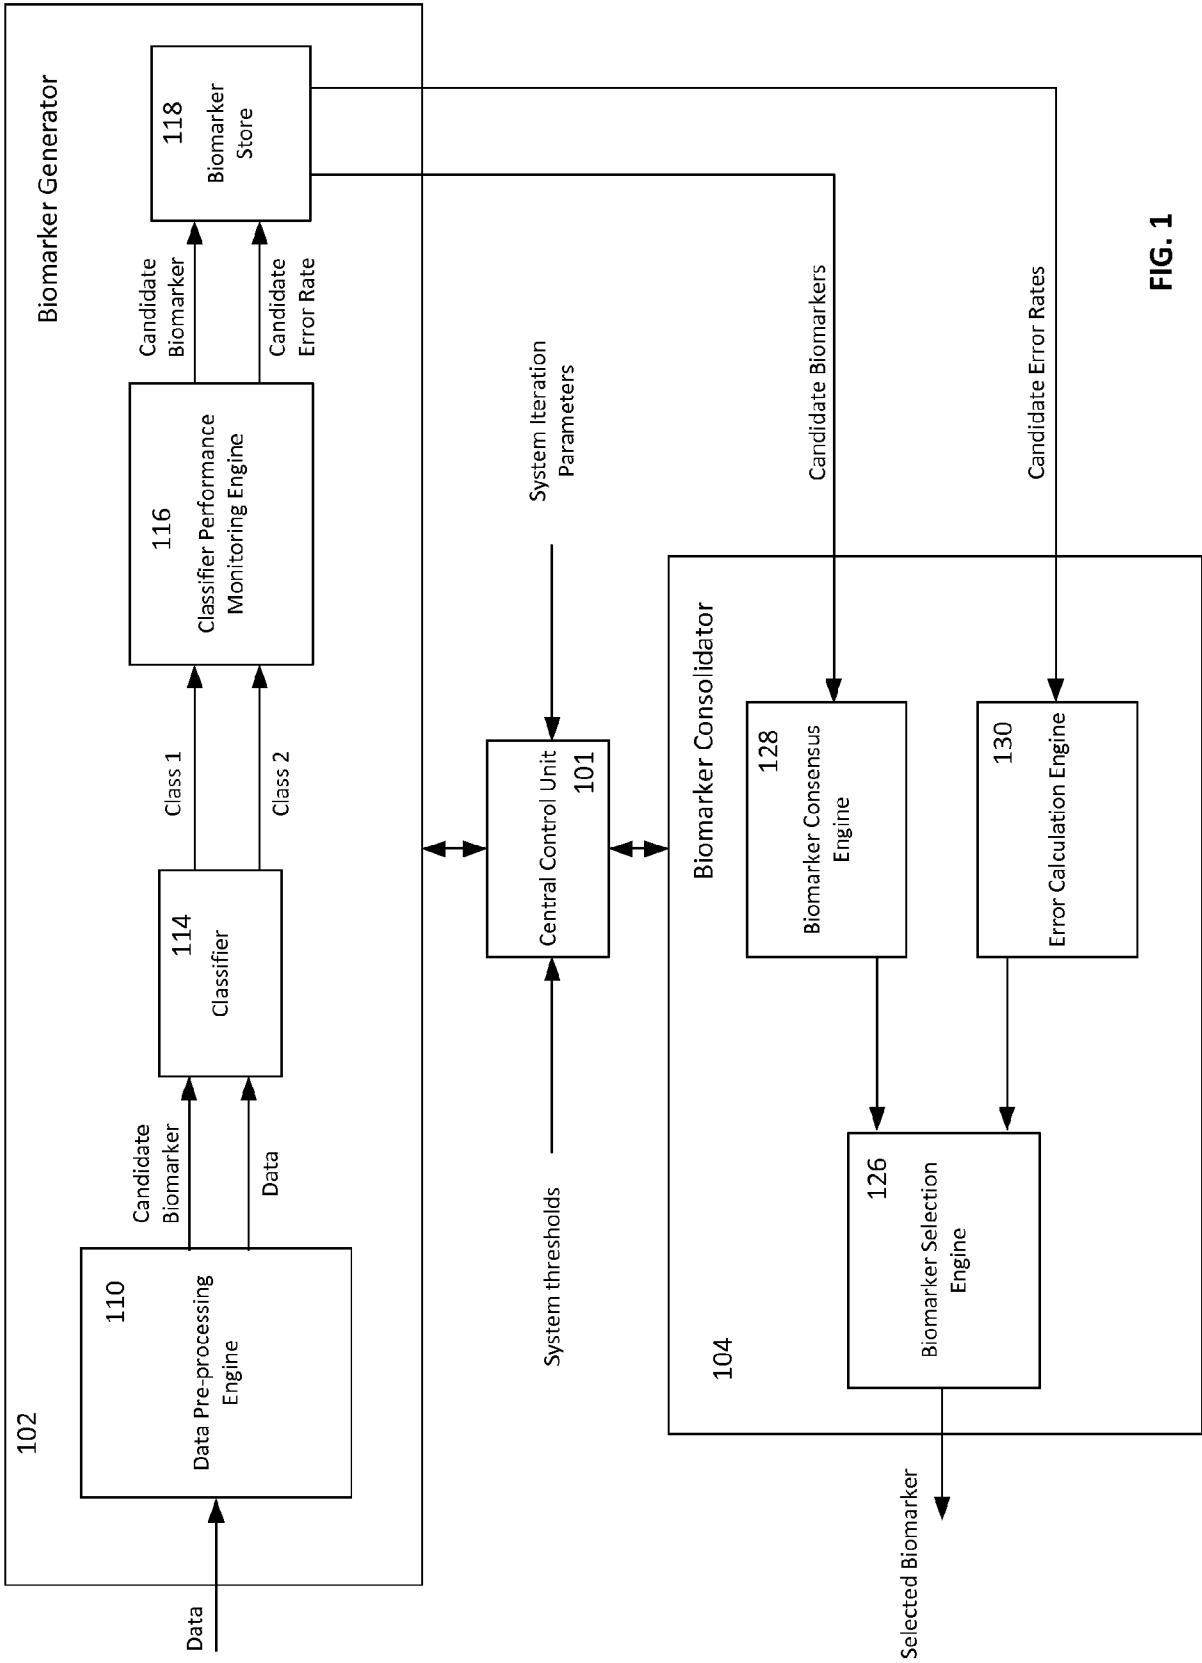 102
Biomarker Generator
Data
110
Data Pre-processing
Engine
Candidate
Biomarker
Data
114
Classifier
Class 1
Class 2
116
Classifier Performance
Monitoring Engine
Candidate
Biomarker
Candidate
Error Rate
118
Biomarker
Store
System thresholds
Central Control Unit
101
System Iteration
Parameters
104
Biomarker Consolidator
Selected Biomarker
126
Biomarker Selection
Engine
128
Biomarker Consensus
Engine
130
Error Calculation Engine
Candidate Biomarkers
Candidate Error Rates
FIG. 1